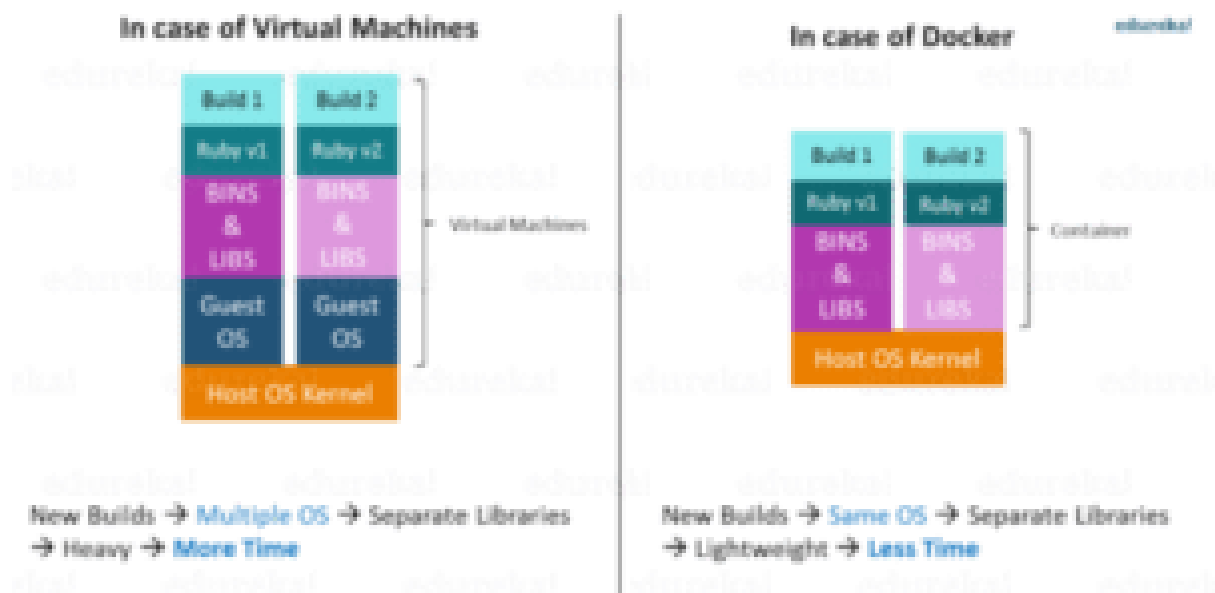 In case of Virtual Machines
Build 1
Build 2
Ruby v1
Ruby v2
BINS
&
LIBS
BINS
&
LIBS
Guest
OS
Guest
OS
Host OS Kernel
Virtual Machines
New Builds → Multiple OS → Separate Libraries
→ Heavy → More Time
edureka!
In case of Docker
Build 1
Build 2
Ruby v1
Ruby v2
BINS
&
LIBS
BINS
&
LIBS
Host OS Kernel
Container
New Builds → Same OS → Separate Libraries
→ Lightweight → Less Time